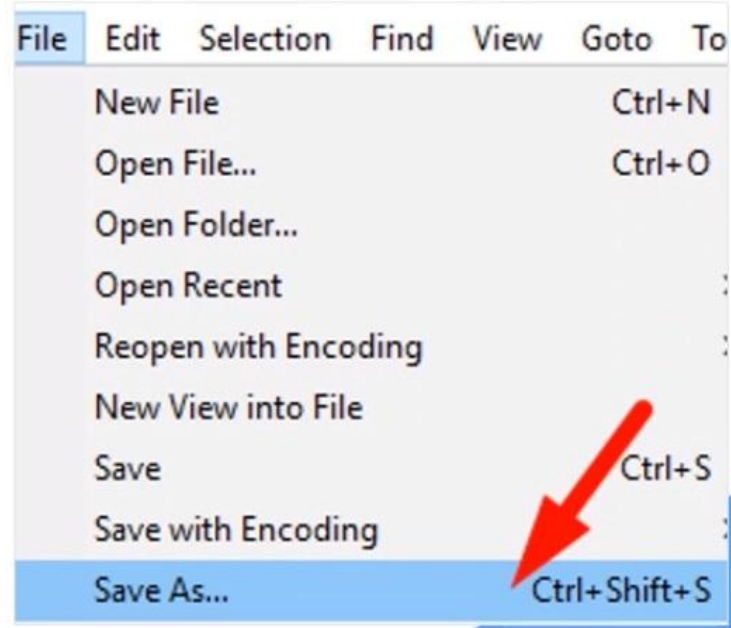 File Edit Selection Find View Goto To
New File Ctrl+N
Open File... Ctrl+O
Open Folder...
Open Recent
Reopen with Encoding
New View into File
Save Ctrl+S
Save with Encoding
Save As... Ctrl+Shift+S